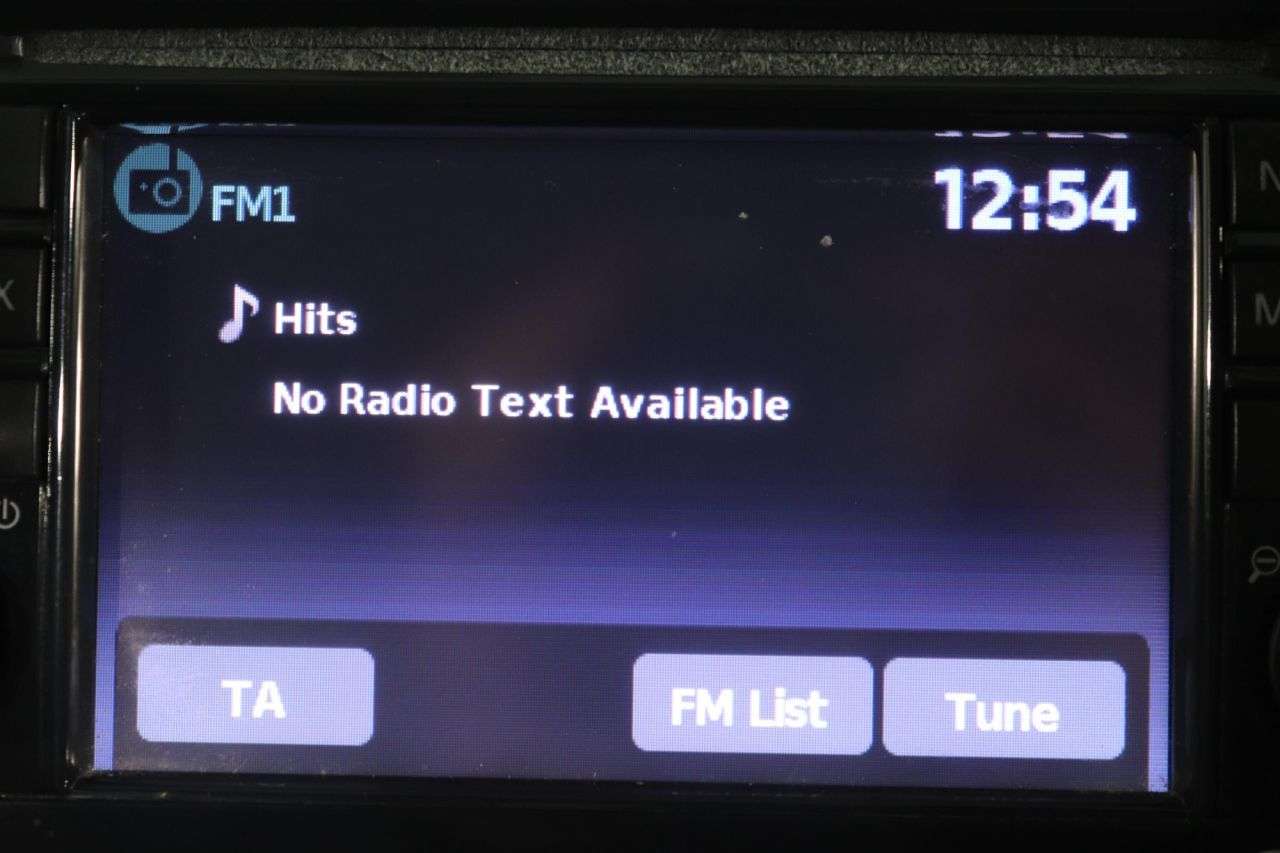 FM1
12:54
Hits
No Radio Text Available
TA
FM List
Tune